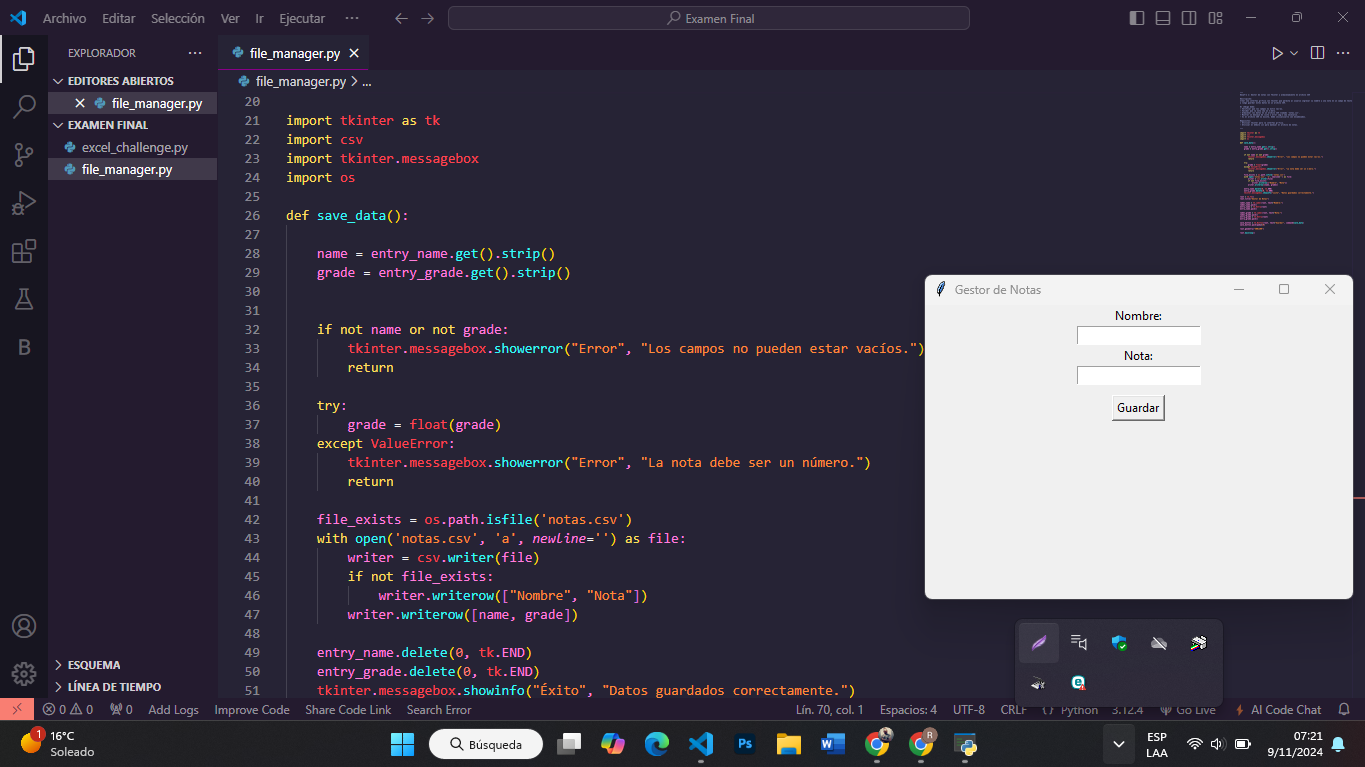 Archivo Editar Selección Ver Ir Ejecutar ··· Examen Final
EXPLORADOR ···
EDITORES ABIERTOS
file_manager.py
EXAMEN FINAL
excel_challenge.py
file_manager.py
ESQUEMA
LÍNEA DE TIEMPO
file_manager.py
file_manager.py > ...
20
21 import tkinter as tk
22 import csv
23 import tkinter.messagebox
24 import os
25
26 def save_data():
27
28 name = entry_name.get().strip()
29 grade = entry_grade.get().strip()
30
31
32 if not name or not grade:
33 tkinter.messagebox.showerror("Error", "Los campos no pueden estar vacíos.")
34 return
35
36 try:
37 grade = float(grade)
38 except ValueError:
39 tkinter.messagebox.showerror("Error", "La nota debe ser un número.")
40 return
41
42 file_exists = os.path.isfile('notas.csv')
43 with open('notas.csv', 'a', newline='') as file:
44 writer = csv.writer(file)
45 if not file_exists:
46 writer.writerow(["Nombre", "Nota"])
47 writer.writerow([name, grade])
48
49 entry_name.delete(0, tk.END)
50 entry_grade.delete(0, tk.END)
51 tkinter.messagebox.showinfo("Éxito", "Datos guardados correctamente.")
Gestor de Notas
Nombre:
Nota:
Guardar
0 0 0 Add Logs Improve Code Share Code Link Search Error Lín. 70, col. 1 Espacios: 4 UTF-8 CRLF Python 3.12.4 Go Live AI Code Chat
1 16°C
Soleado
Búsqueda
Ps
R
ESP
LAA
07:21
9/11/2024